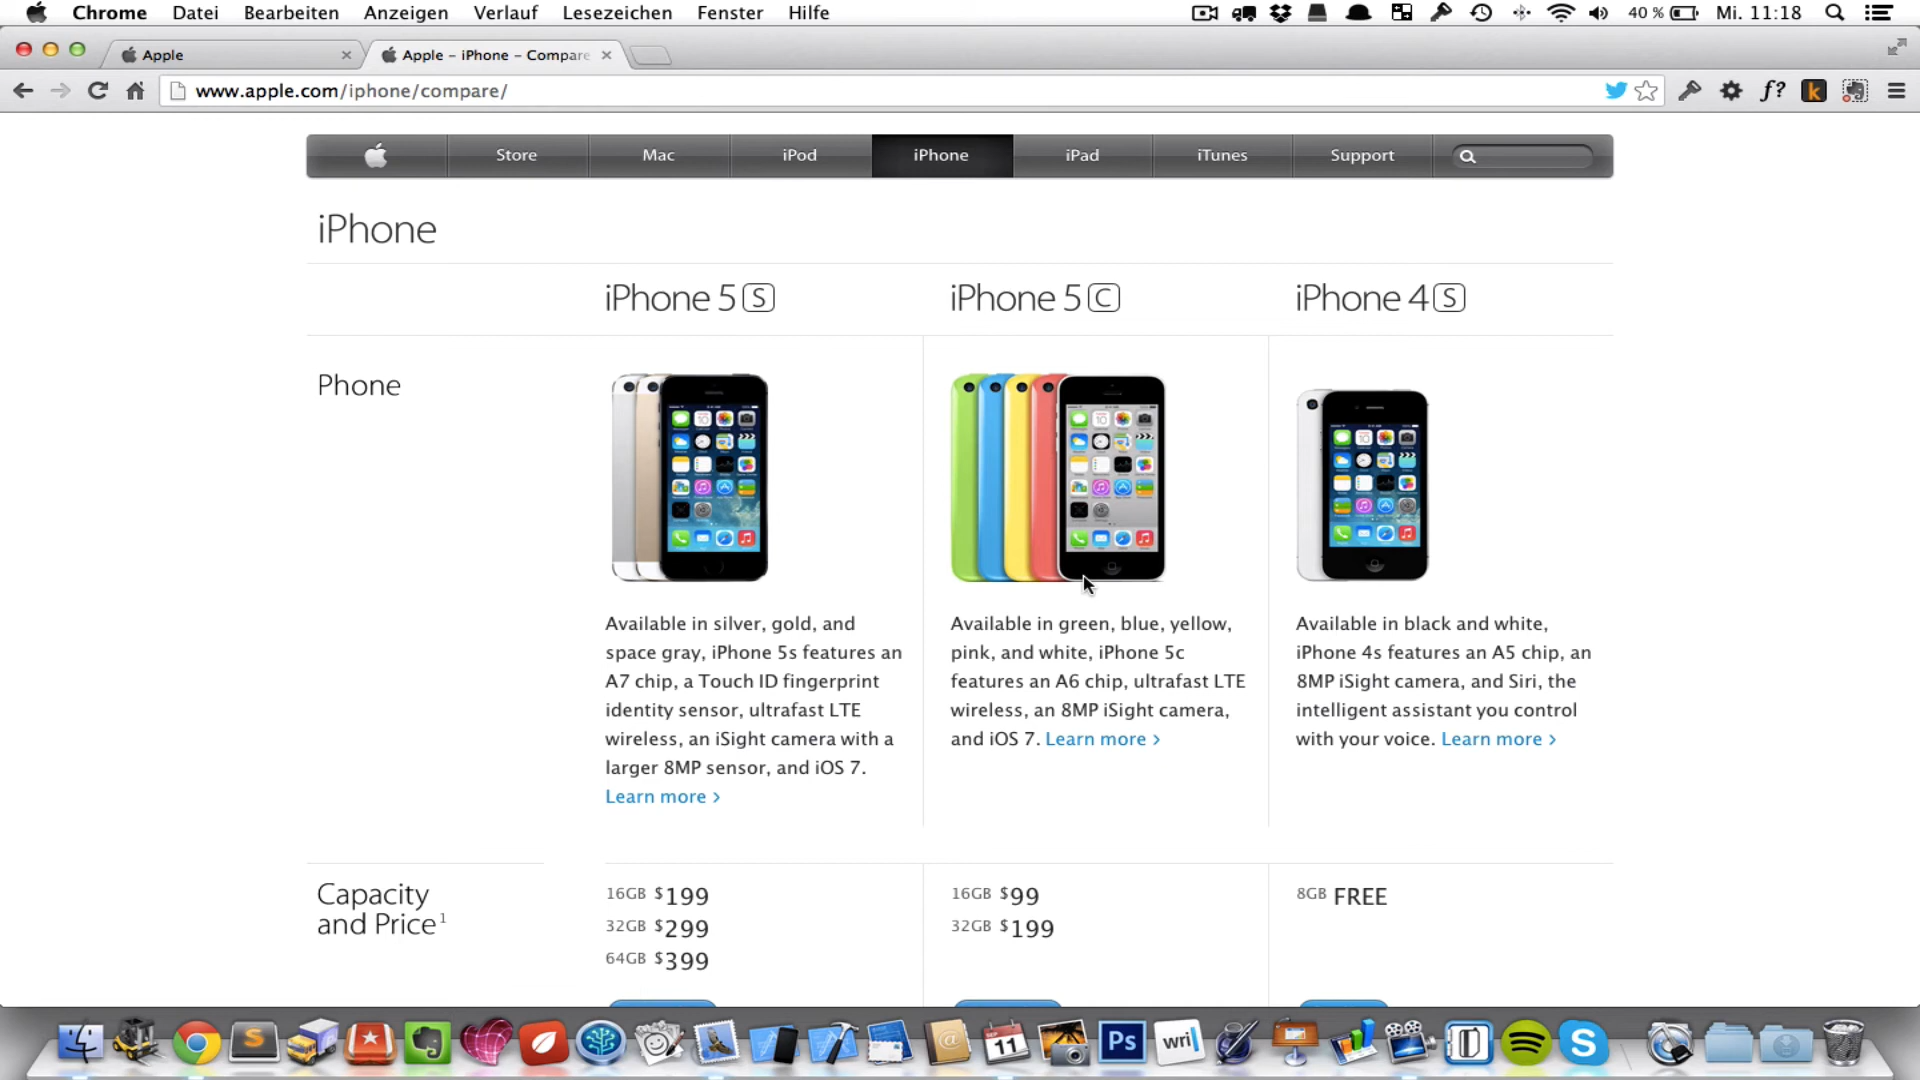 Chrome Datei Bearbeiten Anzeigen Verlauf Lesezeichen Fenster Hilfe 40 % Mi. 11:18
Apple
Apple – iPhone – Compare
www.apple.com/iphone/compare/
f?
k
Store Mac iPod iPhone iPad iTunes Support
iPhone
iPhone 5S iPhone 5C iPhone 4S
Phone
Available in silver, gold, and
space gray, iPhone 5s features an
A7 chip, a Touch ID fingerprint
identity sensor, ultrafast LTE
wireless, an iSight camera with a
larger 8MP sensor, and iOS 7.
Learn more ›
Available in green, blue, yellow,
pink, and white, iPhone 5c
features an A6 chip, ultrafast LTE
wireless, an 8MP iSight camera,
and iOS 7. Learn more ›
Available in black and white,
iPhone 4s features an A5 chip, an
8MP iSight camera, and Siri, the
intelligent assistant you control
with your voice. Learn more ›
Capacity
and Price1
16GB $199
32GB $299
64GB $399
16GB $99
32GB $199
8GB FREE
S
11
Ps
wri
S